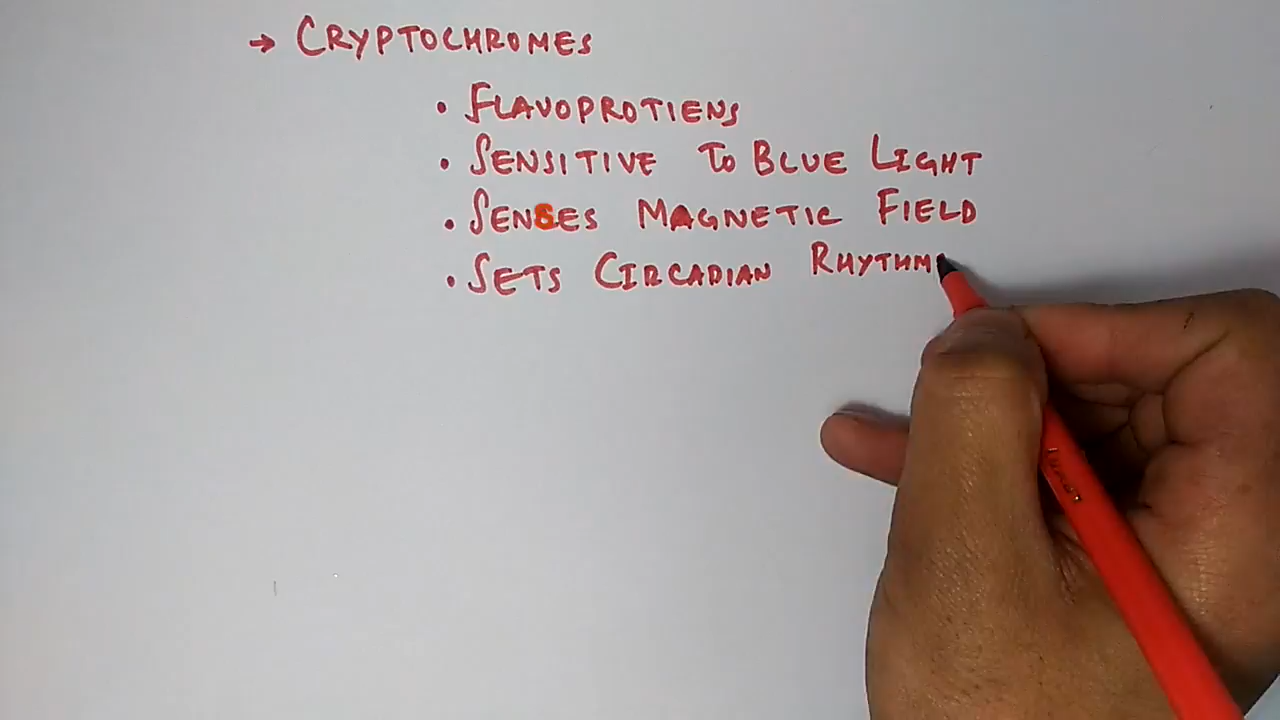 → CRYPTOCHROMES
• FLAVOPROTIENS
• SENSITIVE TO BLUE LIGHT
• SENSES MAGNETIC FIELD
• SETS CIRCADIAN RHYTHM